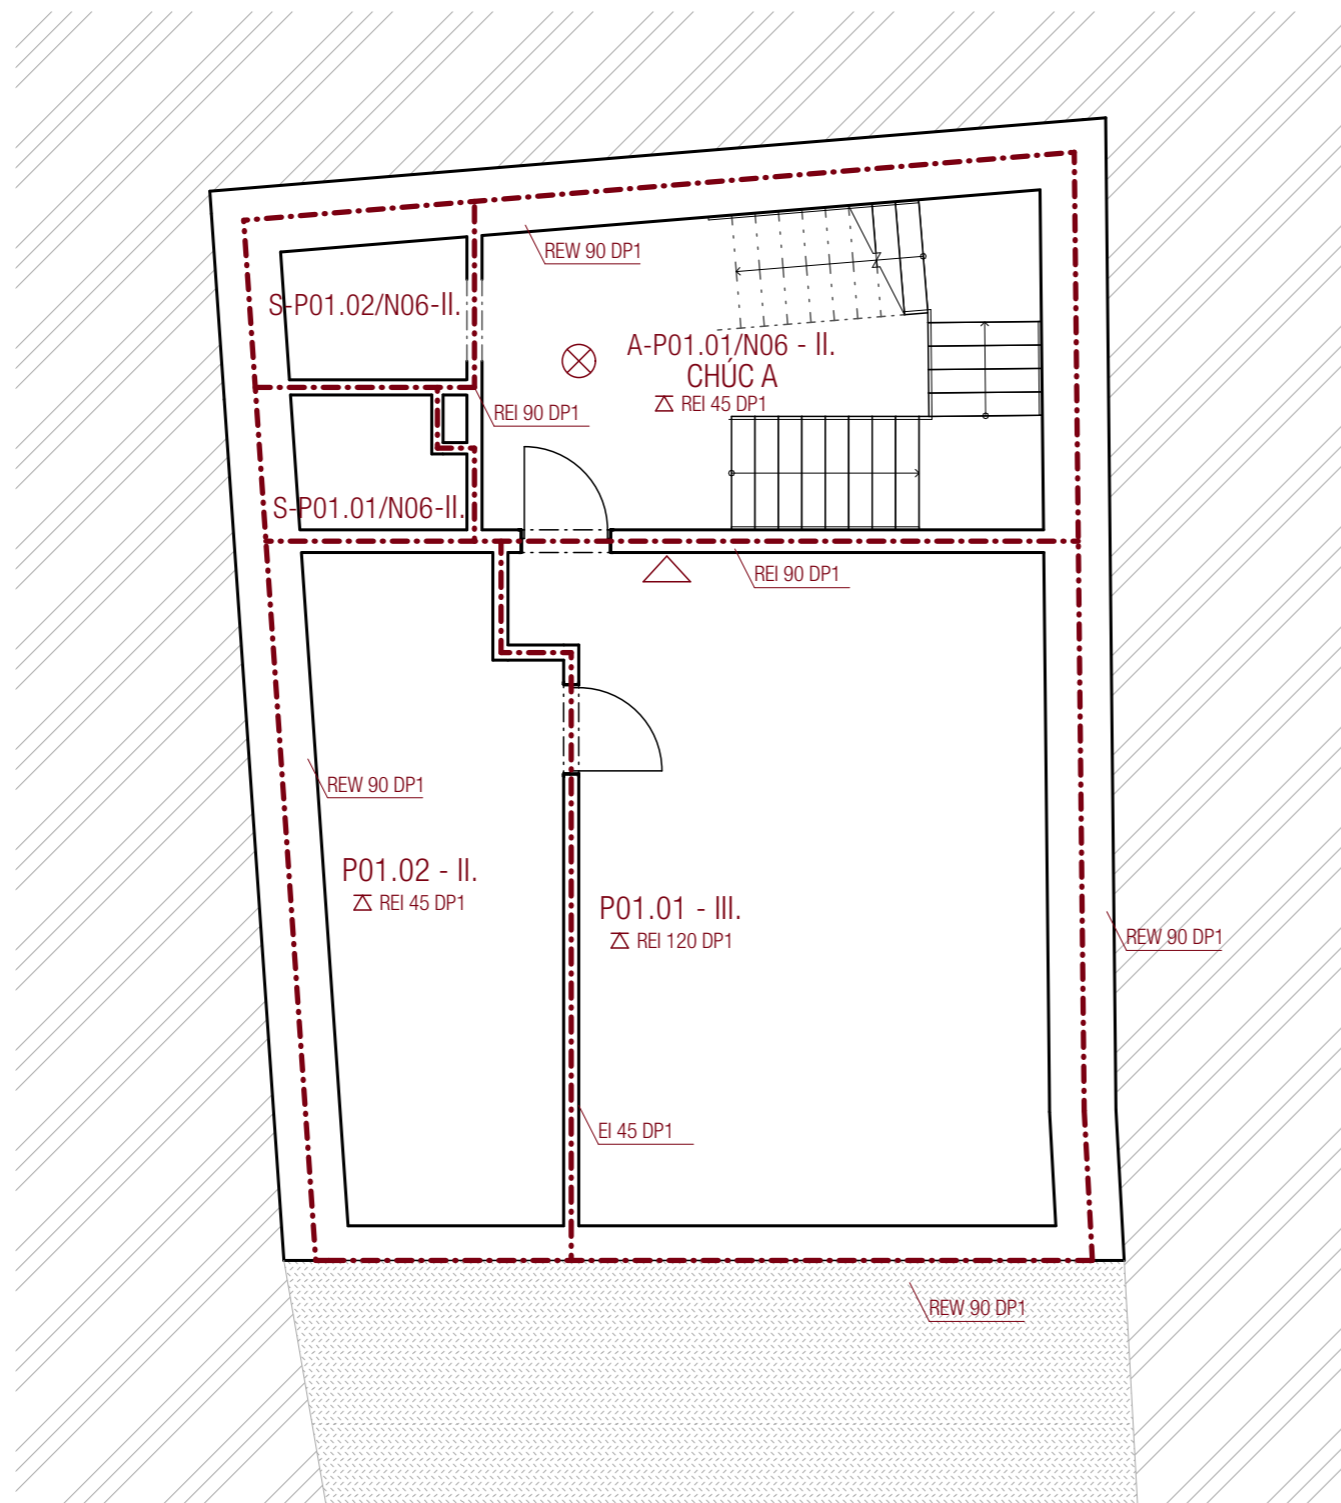 REW 90 DP1
S-P01.02/N06-II.
A-P01.01/N06 - II.
CHÚC A
REI 45 DP1
REI 90 DP1
S-P01.01/N06-II.
REI 90 DP1
REW 90 DP1
P01.02 - II.
REI 45 DP1
P01.01 - III.
REI 120 DP1
REW 90 DP1
EI 45 DP1
REW 90 DP1